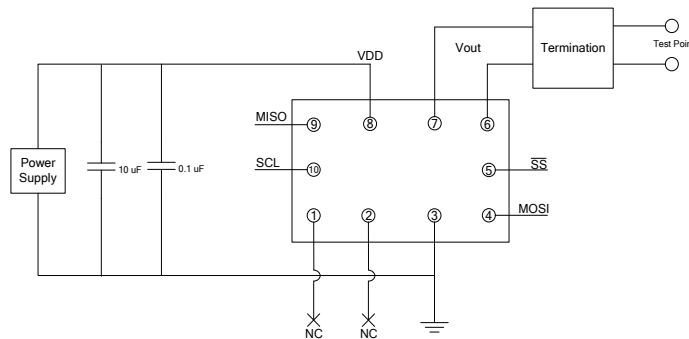 VDD
Vout
Termination
Test Poin
MISO
9
8
7
6
Power
Supply
10 uF
0.1 uF
SCL
10
5
SS
1
2
3
4
MOSI
NC
NC